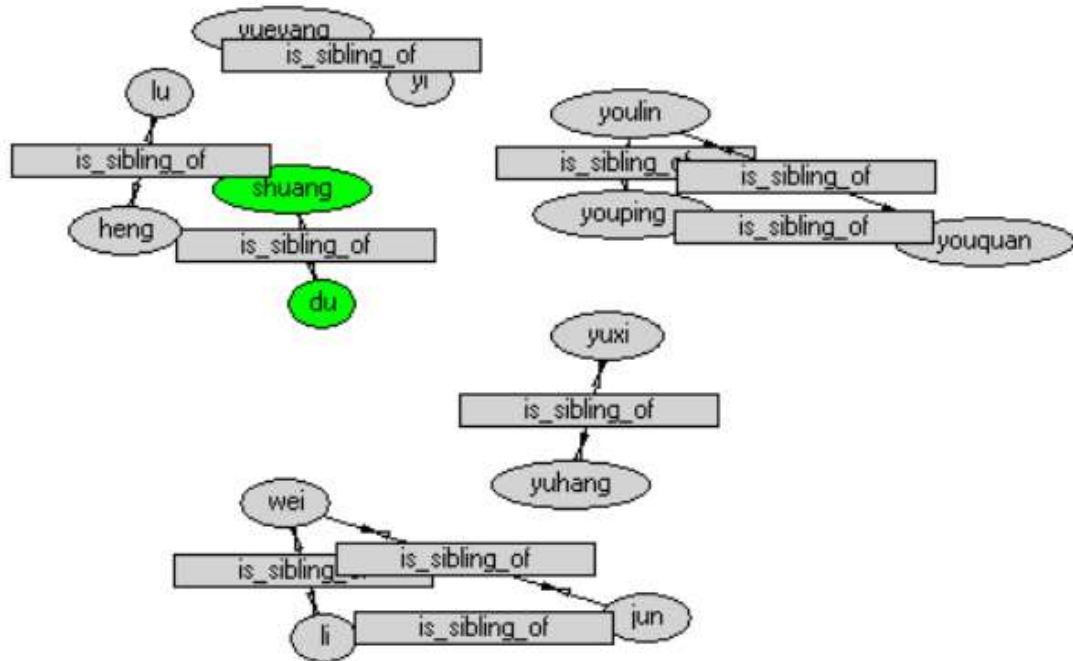 yueyang
is_sibling_of
yi
lu
is_sibling_of
shuang
heng
is_sibling_of
du
youlin
is_sibling_of
is_sibling_of
youping
is_sibling_of
youquan
yuxi
is_sibling_of
yuhang
wei
is_sibling_of
is_sibling_of
li
is_sibling_of
jun